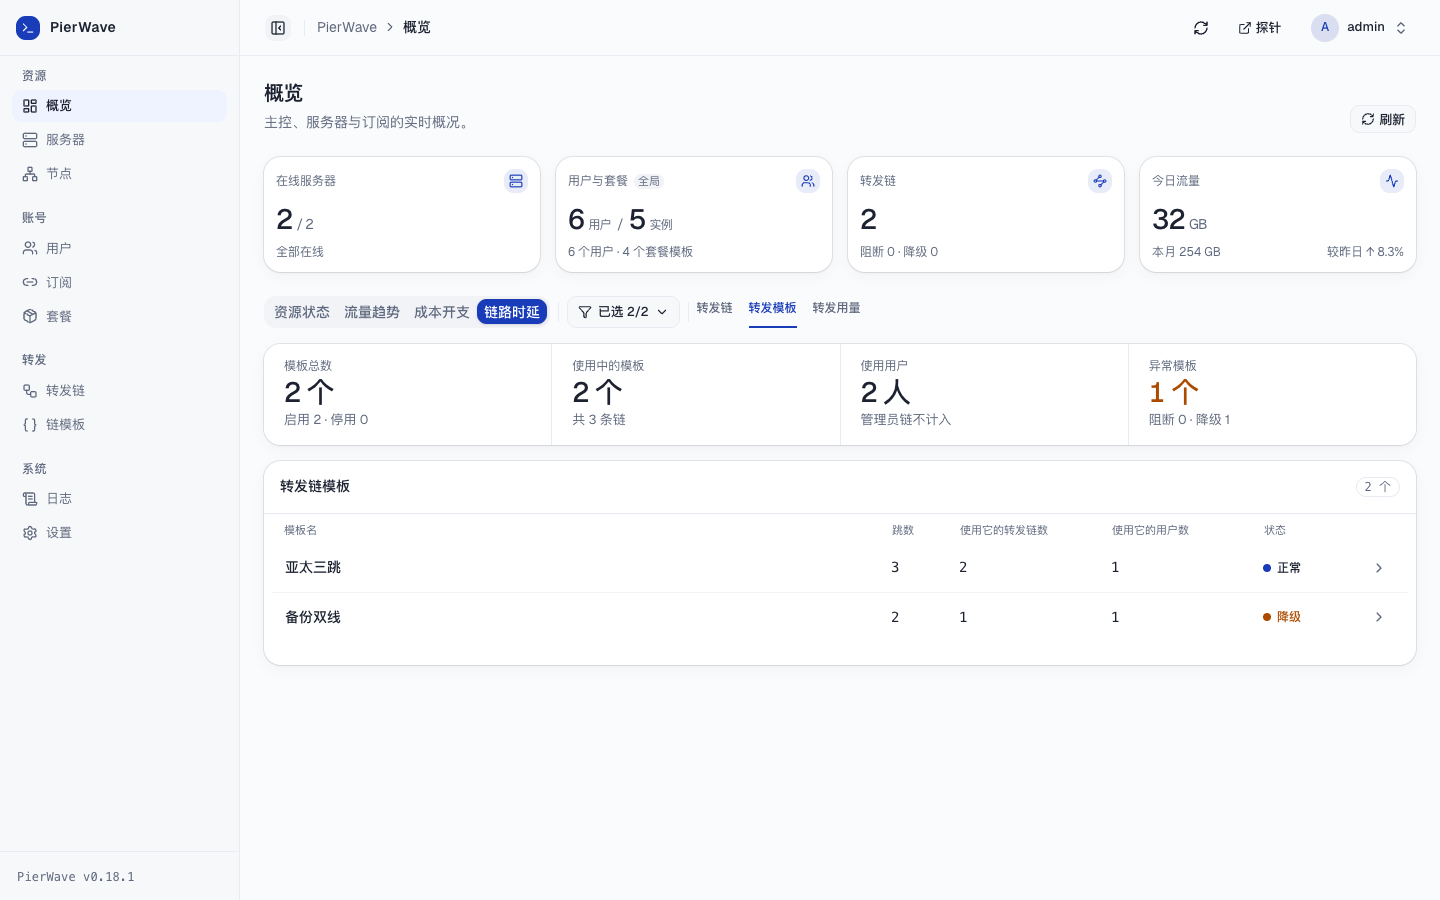 PierWave
资源
概览
服务器
节点
账号
用户
订阅
套餐
转发
转发链
链模板
系统
日志
设置
PierWave v0.18.1
PierWave > 概览
探针
A admin
概览
主控、服务器与订阅的实时概况。
刷新
在线服务器
2 / 2
全部在线
用户与套餐 全局
6 用户 / 5 实例
6 个用户 · 4 个套餐模板
转发链
2
阻断 0 · 降级 0
今日流量
32 GB
本月 254 GB 较昨日 ↑ 8.3%
资源状态 流量趋势 成本开支 链路时延 已选 2/2 转发链 转发模板 转发用量
模板总数
2 个
启用 2 · 停用 0
使用中的模板
2 个
共 3 条链
使用用户
2 人
管理员链不计入
异常模板
1 个
阻断 0 · 降级 1
转发链模板 2 个
模板名 跳数 使用它的转发链数 使用它的用户数 状态
亚太三跳 3 2 1 正常
备份双线 2 1 1 降级